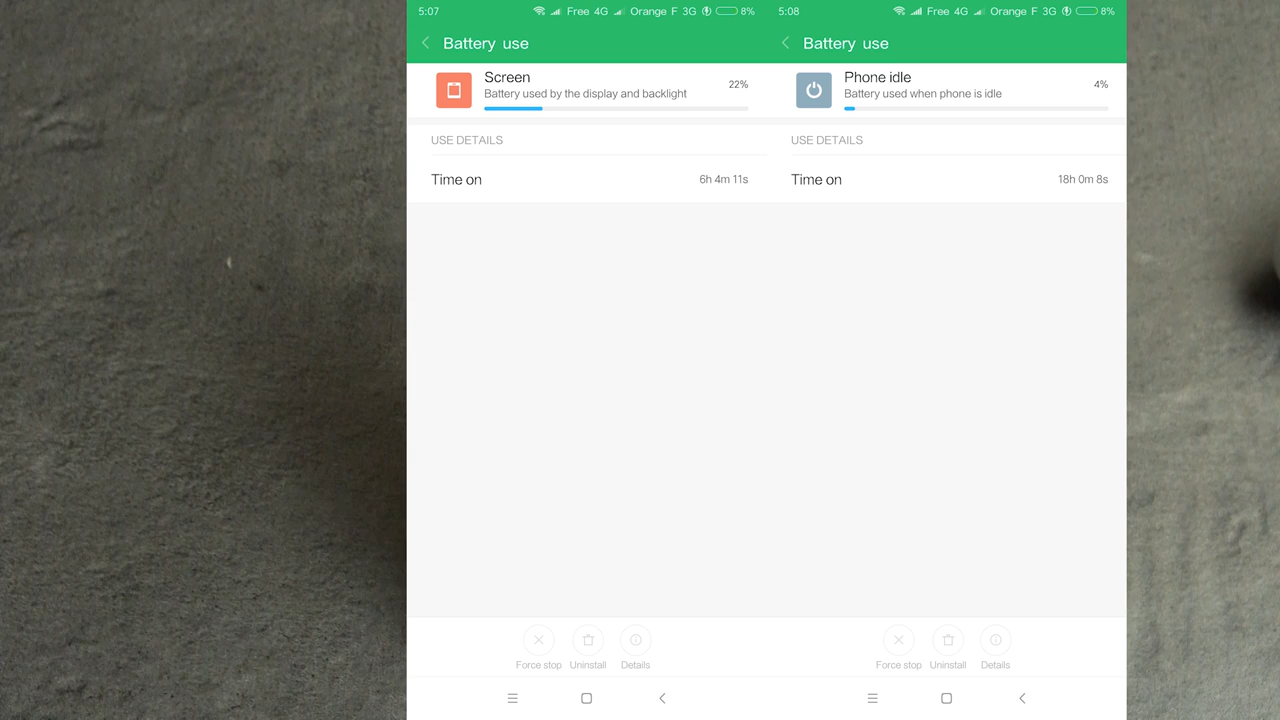 5:07 Free 4G Orange F 3G 8%
Battery use
Screen
Battery used by the display and backlight
22%
USE DETAILS
Time on 6h 4m 11s
Force stop Uninstall Details
5:08 Free 4G Orange F 3G 8%
Battery use
Phone idle
Battery used when phone is idle
4%
USE DETAILS
Time on 18h 0m 8s
Force stop Uninstall Details